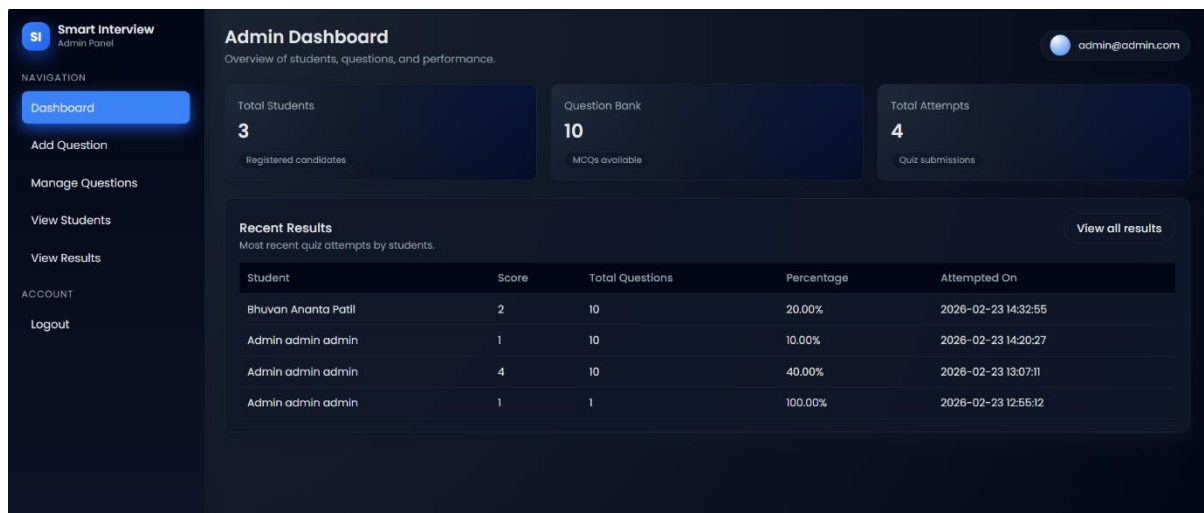 SI
Smart Interview
Admin Panel
NAVIGATION
Dashboard
Add Question
Manage Questions
View Students
View Results
ACCOUNT
Logout
Admin Dashboard
Overview of students, questions, and performance.
admin@admin.com
Total Students
3
Registered candidates
Question Bank
10
MCQs available
Total Attempts
4
Quiz submissions
Recent Results
Most recent quiz attempts by students.
View all results
Student Score Total Questions Percentage Attempted On
Bhuvan Ananta Patil 2 10 20.00% 2026-02-23 14:32:55
Admin admin admin 1 10 10.00% 2026-02-23 14:20:27
Admin admin admin 4 10 40.00% 2026-02-23 13:07:11
Admin admin admin 1 1 100.00% 2026-02-23 12:55:12